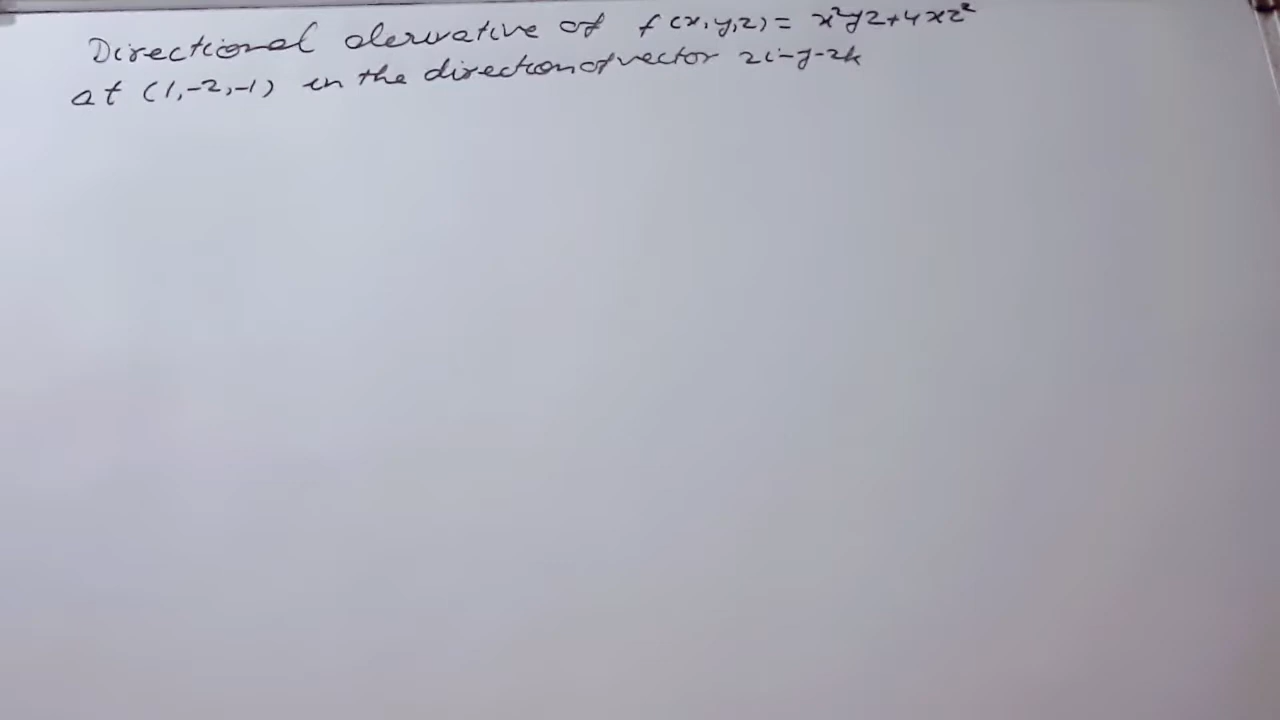 Directional derivative of f(x,y,z) = x²yz+4xz²
at (1,-2,-1) in the direction of vector 2i-j-2k